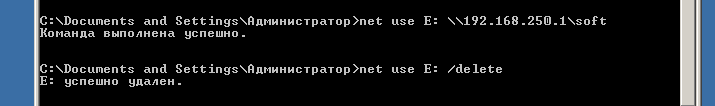 C:\Documents and Settings\Администратор>net use E: \\192.168.250.1\soft
Команда выполнена успешно.
C:\Documents and Settings\Администратор>net use E: /delete
E: успешно удален.